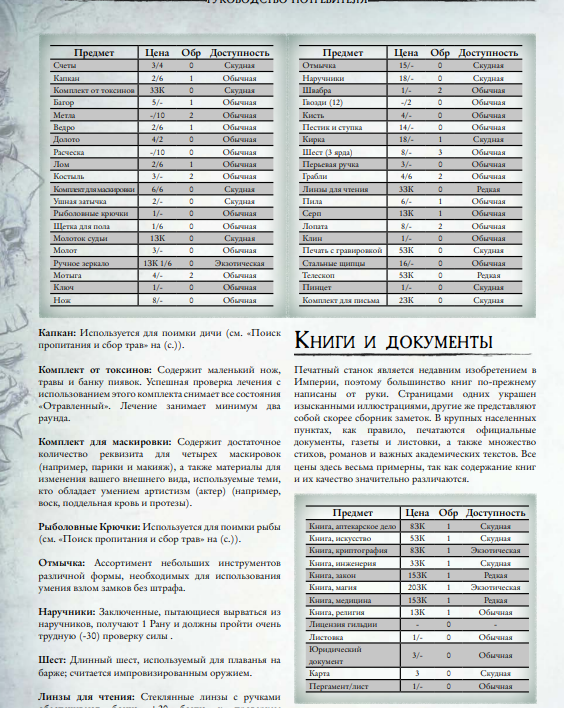 РУКОВОДСТВО ПОТРЕБИТЕЛЯ
Предмет Цена Обр Доступность
Счеты 3/4 0 Скудная
Капкан 2/6 1 Обычная
Комплект от токсинов 3ЗК 0 Скудная
Багор 5/- 1 Обычная
Метла -/10 2 Обычная
Ведро 2/6 1 Обычная
Долото 4/2 0 Обычная
Расческа -/10 0 Обычная
Лом 2/6 1 Обычная
Костыль 3/- 2 Обычная
Комплект для маскировки 6/6 0 Скудная
Ушная затычка 2/- 0 Скудная
Рыболовные крючки 1/- 0 Обычная
Щетка для пола 1/6 0 Обычная
Молоток судьи 1ЗК 0 Скудная
Молот 3/- 0 Обычная
Ручное зеркало 1ЗК 1/6 0 Экзотическая
Мотыга 4/- 2 Обычная
Ключ 1/- 0 Обычная
Нож 8/- 0 Обычная
Предмет Цена Обр Доступность
Отмычка 15/- 0 Скудная
Наручники 18/- 0 Скудная
Швабра 1/- 2 Обычная
Гвозди (12) -/2 0 Обычная
Кисть 4/- 0 Обычная
Пестик и ступка 14/- 0 Обычная
Кирка 18/- 1 Скудная
Шест (3 ярда) 8/- 3 Обычная
Перьевая ручка 3/- 0 Обычная
Грабли 4/6 2 Обычная
Линзы для чтения 3ЗК 0 Редкая
Пила 6/- 1 Обычная
Серп 1ЗК 1 Обычная
Лопата 8/- 2 Обычная
Клин 1/- 0 Обычная
Печать с гравировкой 5ЗК 0 Скудная
Стальные щипцы 16/- 0 Обычная
Телескоп 5ЗК 0 Редкая
Пинцет 1/- 0 Скудная
Комплект для письма 2ЗК 0 Скудная
Капкан: Используется для поимки дичи (см. «Поиск
пропитания и сбор трав» на (с.)).
Комплект от токсинов: Содержит маленький нож,
травы и банку пиявок. Успешная проверка лечения с
использованием этого комплекта снимает все состояния
«Отравленный». Лечение занимает минимум два
раунда.
Комплект для маскировки: Содержит достаточное
количество реквизита для четырех маскировок
(например, парики и макияж), а также материалы для
изменения вашего внешнего вида, используемые теми,
кто обладает умением артистизм (актер) (например,
воск, поддельная кровь и протезы).
Рыболовные Крючки: Используется для поимки рыбы
(см. «Поиск пропитания и сбор трав» на (с.)).
Отмычка: Ассортимент небольших инструментов
различной формы, необходимых для использования
умения взлом замков без штрафа.
Наручники: Заключенные, пытающиеся вырваться из
наручников, получают 1 Рану и должны пройти очень
трудную (-30) проверку силы .
Шест: Длинный шест, используемый для плаванья на
барже; считается импровизированным оружием.
Линзы для чтения: Стеклянные линзы с ручками
Книги и документы
Печатный станок является недавним изобретением в
Империи, поэтому большинство книг по-прежнему
написаны от руки. Страницами одних украшен
изысканными иллюстрациями, другие же представляют
собой скорее сборник заметок. В крупных населенных
пунктах, как правило, печатаются официальные
документы, газеты и листовки, а также множество
стихов, романов и важных академических текстов. Все
цены здесь весьма примерны, так как содержание книг
и их качество значительно различаются.
Предмет Цена Обр Доступность
Книга, аптекарское дело 8ЗК 1 Скудная
Книга, искусство 5ЗК 1 Скудная
Книга, криптография 8ЗК 1 Экзотическая
Книга, инженерия 3ЗК 1 Скудная
Книга, закон 15ЗК 1 Редкая
Книга, магия 20ЗК 1 Экзотическая
Книга, медицина 15ЗК 1 Редкая
Книга, религия 1ЗК 1 Обычная
Лицензия гильдии - 0 -
Листовка 1/- 0 Обычная
Юридический
документ 3/- 0 Обычная
Карта 3 0 Скудная
Пергамент/лист 1/- 0 Обычная